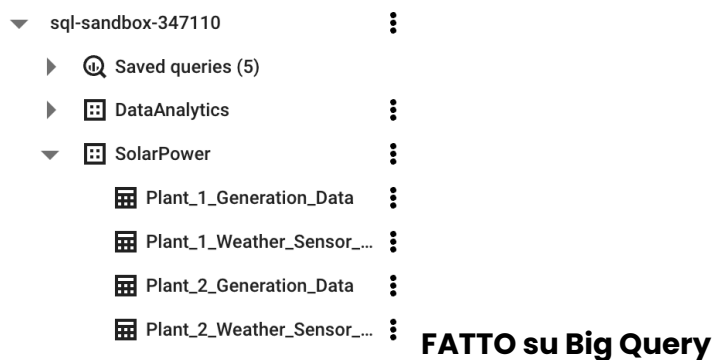 sql-sandbox-347110
Saved queries (5)
DataAnalytics
SolarPower
Plant_1_Generation_Data
Plant_1_Weather_Sensor_...
Plant_2_Generation_Data
Plant_2_Weather_Sensor_...
FATTO su Big Query